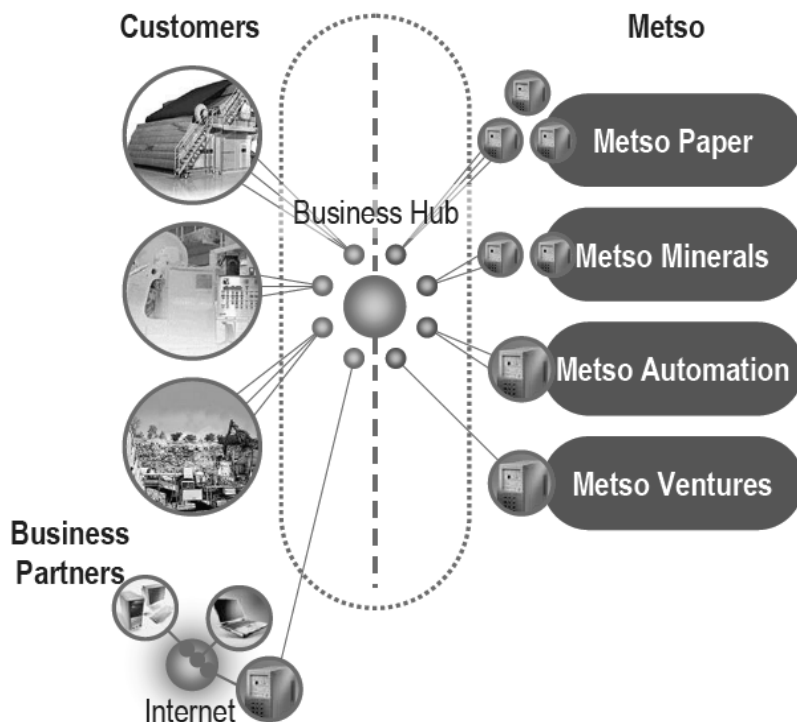 Customers
Metso
Business Hub
Metso Paper
Metso Minerals
Metso Automation
Metso Ventures
Business
Partners
Internet